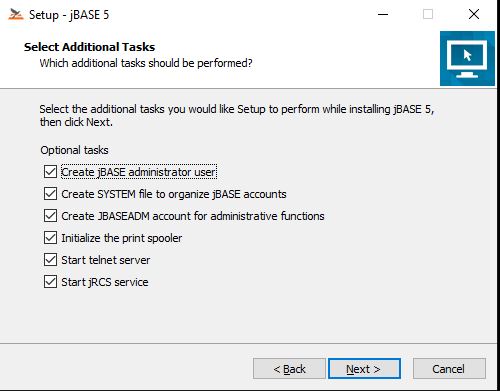 Setup - jBASE 5
Select Additional Tasks
Which additional tasks should be performed?
Select the additional tasks you would like Setup to perform while installing jBASE 5,
then click Next.
Optional tasks
Create jBASE administrator user
Create SYSTEM file to organize jBASE accounts
Create JBASEADM account for administrative functions
Initialize the print spooler
Start telnet server
Start jRCS service
< Back Next > Cancel